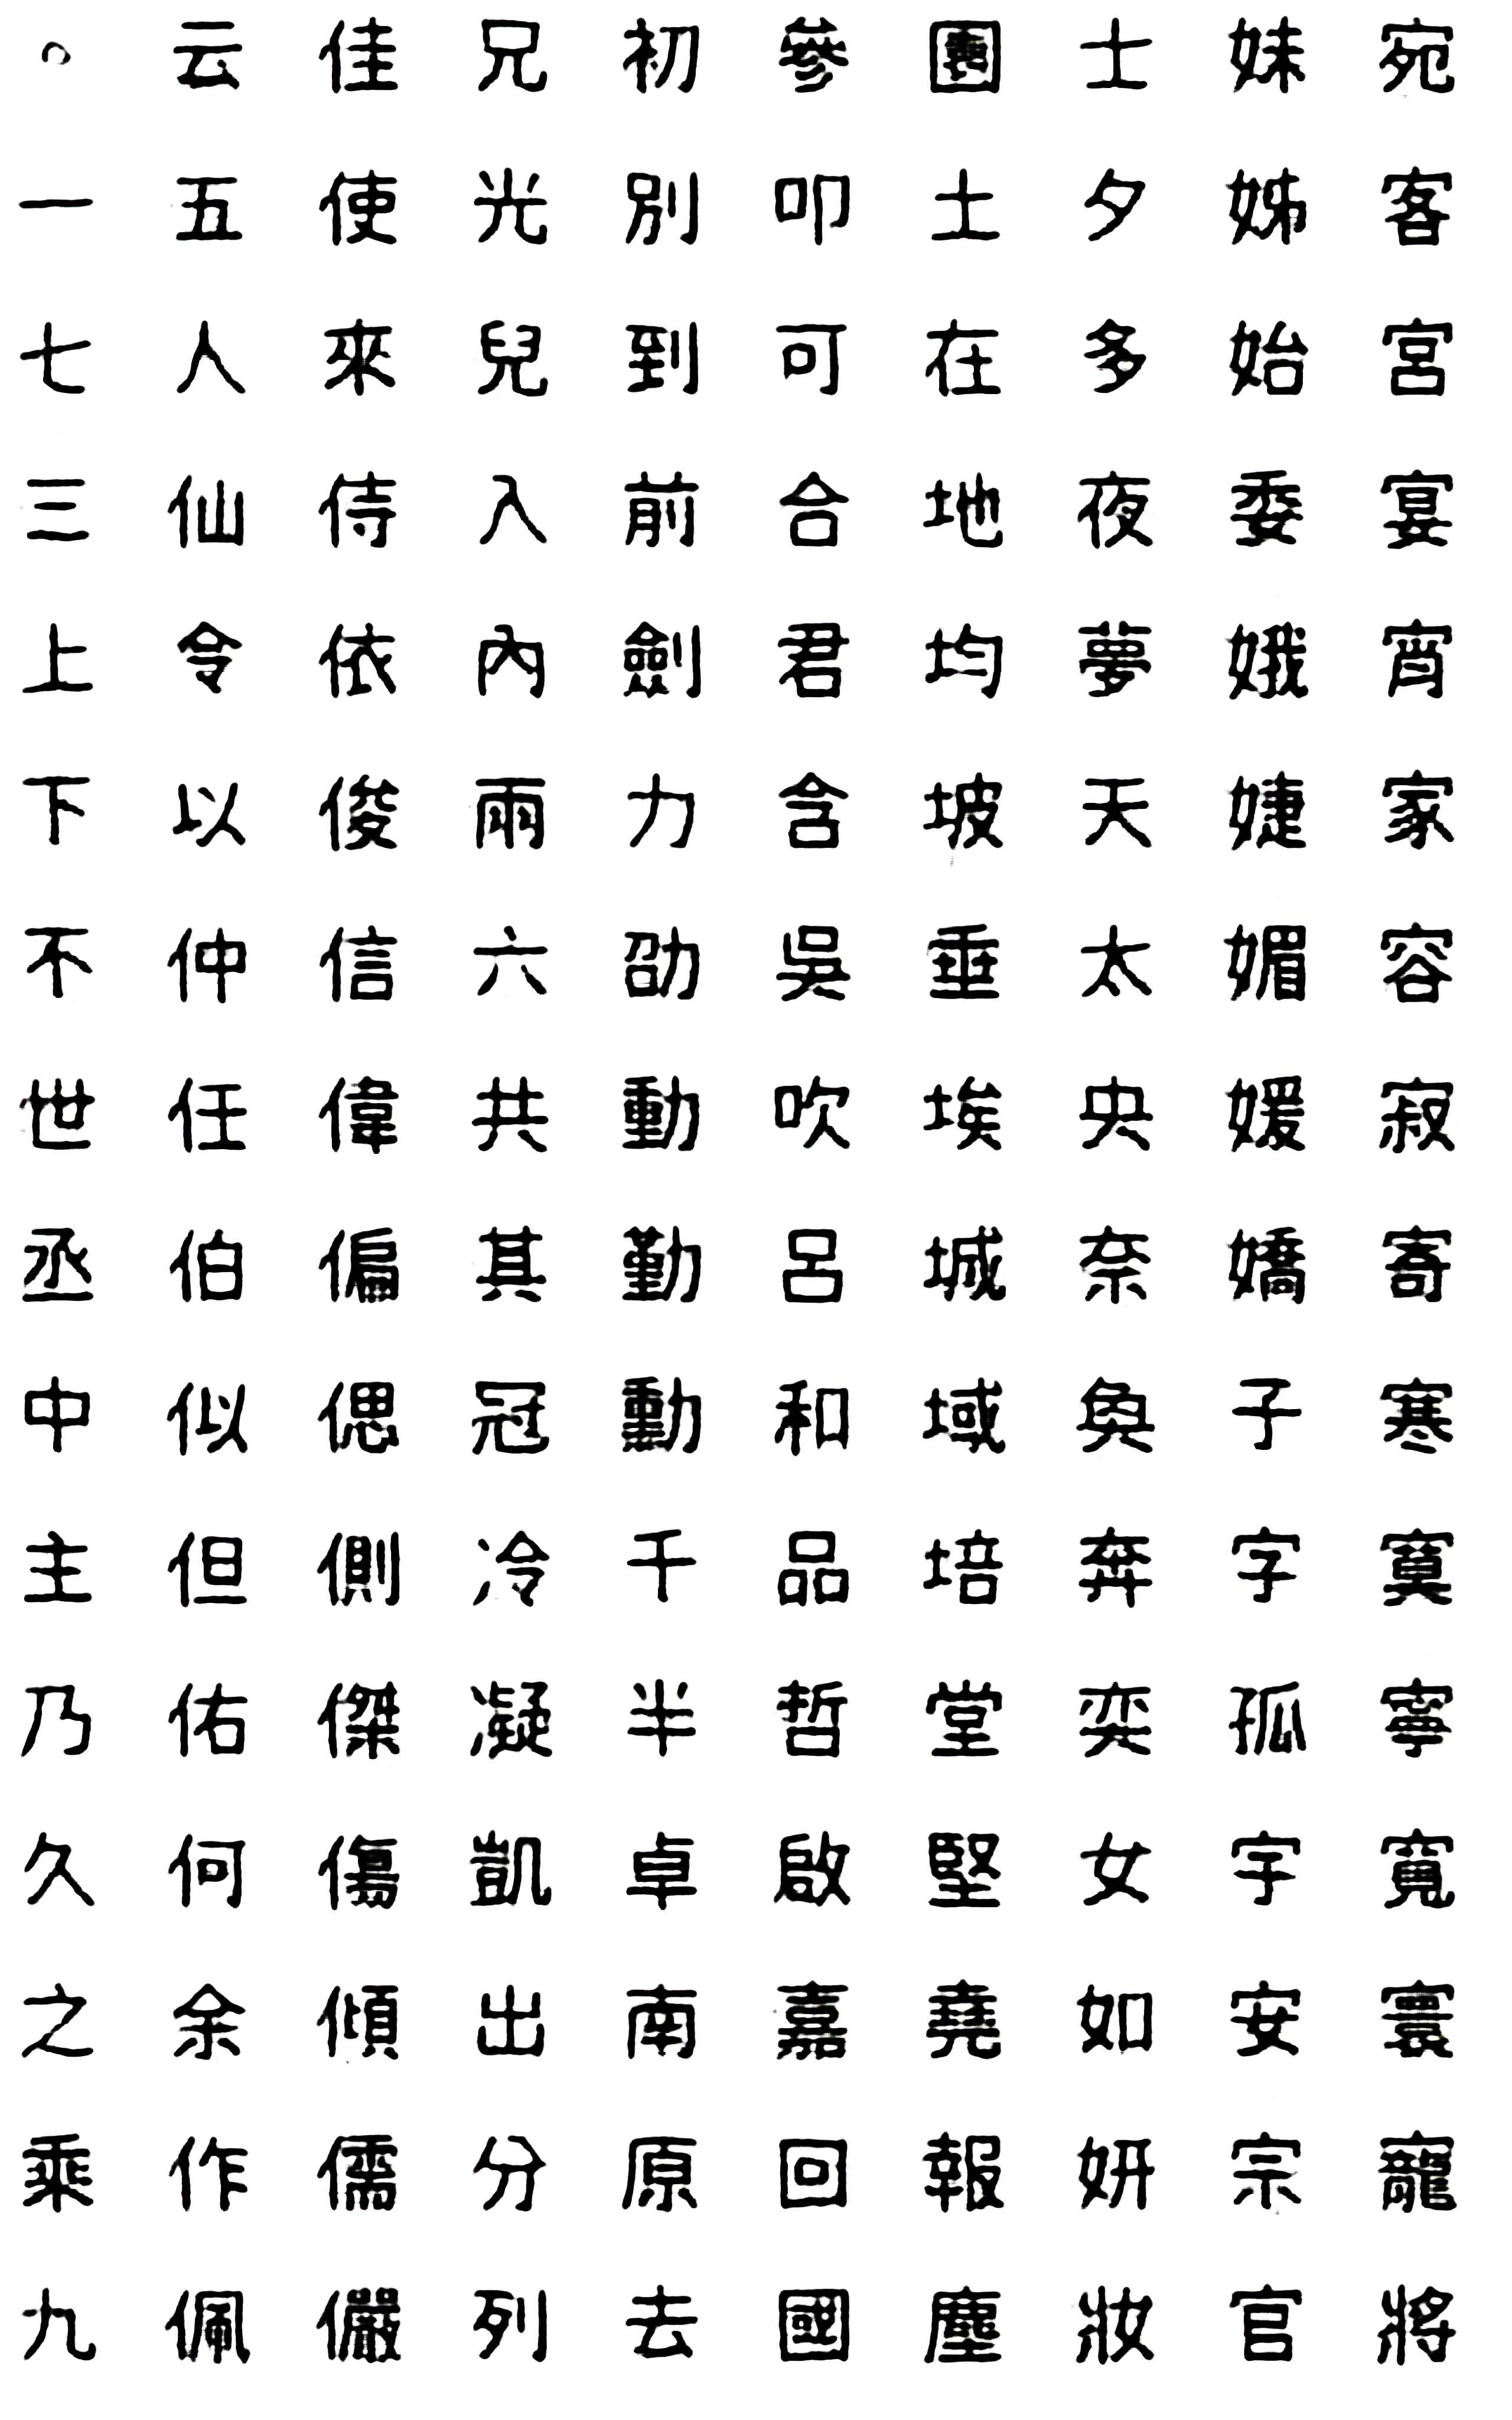 。一七三上下不世丞中主乃久之乘九
云五人仙令以仲任伯似但佑何余作佩
佳使來侍依俊信偉偏偲側傑傷傾儒儼
兄光兒入內兩六共其冠冷凝凱出分列
初別到前劍力劭動勤勳千半卓南原去
參叩可合君含吳吹呂和品哲啟嘉回國
團土在地均坡垂埃城域培堂堅堯報塵
士夕多夜夢天太央奈奐奔奕女如妍妝
妹姊始委娥婕媚媛嬌子字孤宇安宗官
宛客宮宴宵家容寂寄寒寞寧寬寰寵將